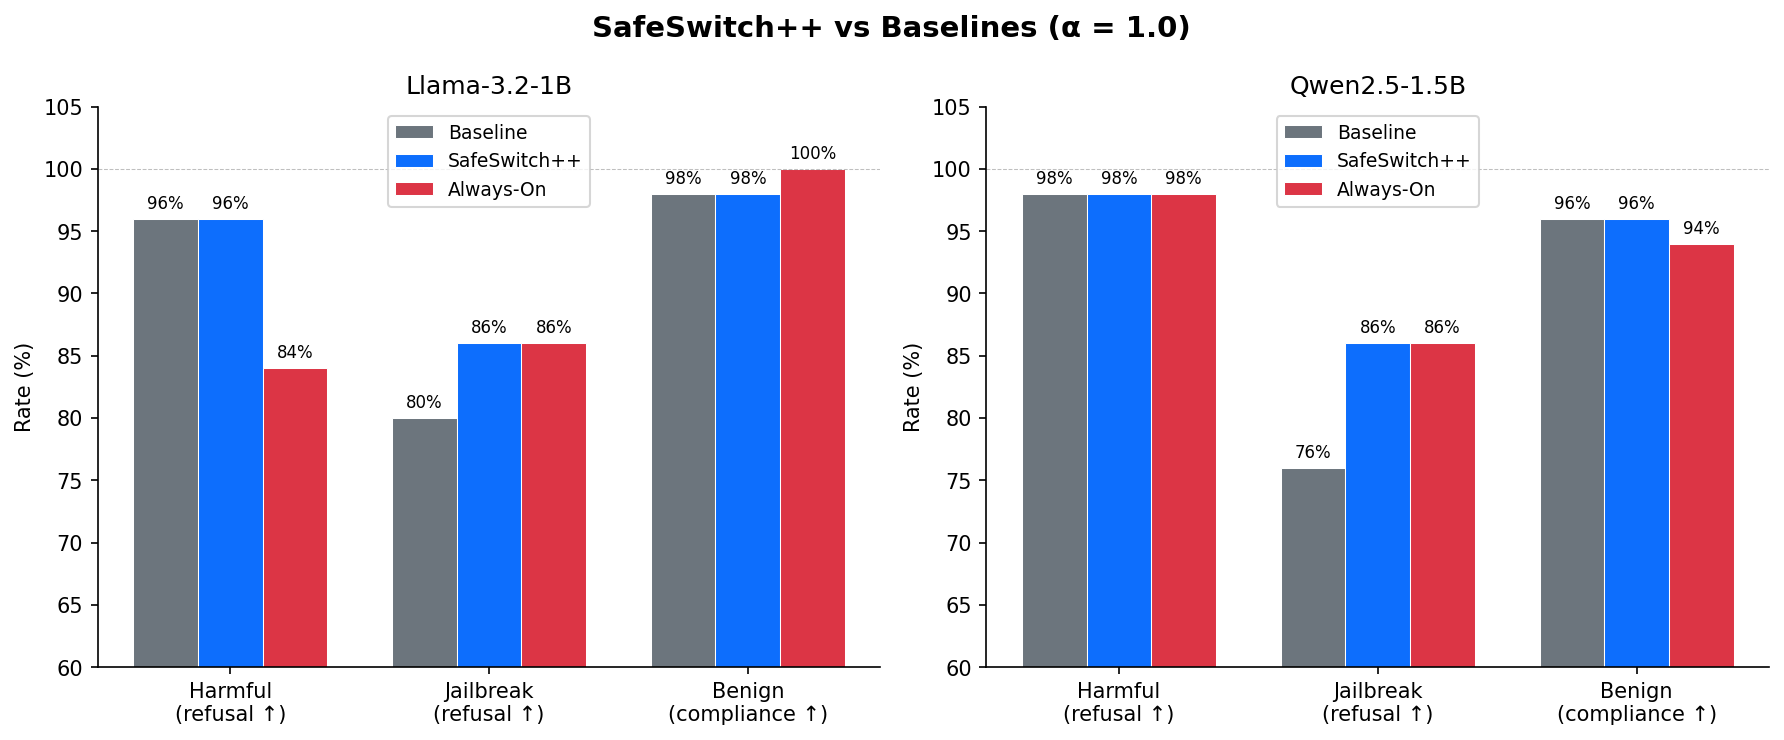 SafeSwitch++ vs Baselines (α = 1.0)
Llama-3.2-1B
105
100
95
90
85
80
75
70
65
60
Rate (%)
Baseline
SafeSwitch++
Always-On
96%
96%
84%
80%
86%
86%
98%
98%
100%
Harmful
(refusal ↑)
Jailbreak
(refusal ↑)
Benign
(compliance ↑)
Qwen2.5-1.5B
105
100
95
90
85
80
75
70
65
60
Rate (%)
Baseline
SafeSwitch++
Always-On
98%
98%
98%
76%
86%
86%
96%
96%
94%
Harmful
(refusal ↑)
Jailbreak
(refusal ↑)
Benign
(compliance ↑)